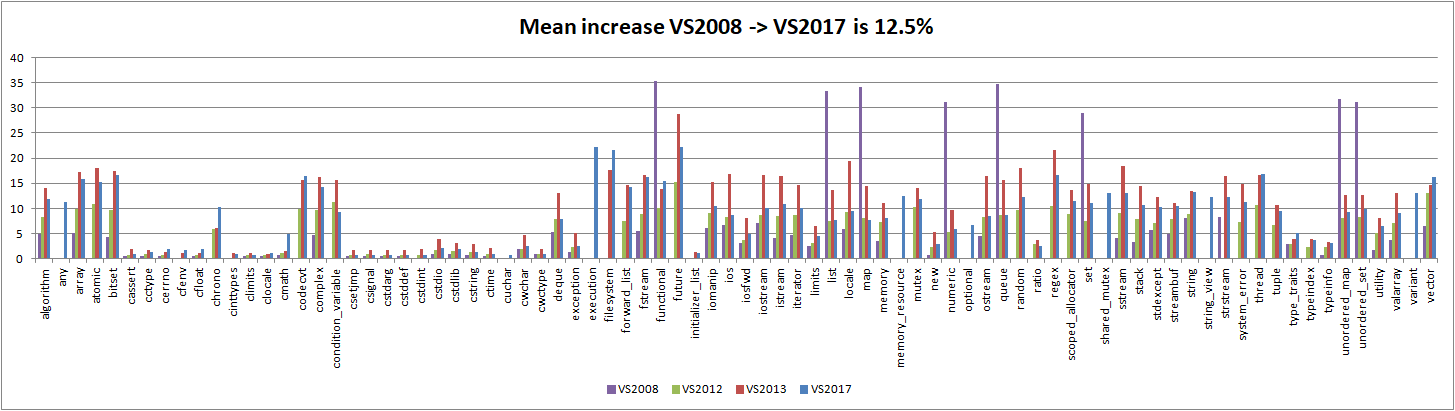 Mean increase VS2008 -> VS2017 is 12.5%
40
35
30
25
20
15
10
5
0
algorithm
any
array
atomic
bitset
cassert
cctype
cerrno
cfenv
cfloat
chrono
cinttypes
climits
clocale
cmath
codecvt
complex
condition_variable
csetjmp
csignal
cstdarg
cstddef
cstdint
cstdio
cstdlib
cstring
ctime
cuchar
cwchar
cwctype
deque
exception
execution
filesystem
forward_list
fstream
functional
future
initializer_list
iomanip
ios
iosfwd
iostream
istream
iterator
limits
list
locale
map
memory
memory_resource
mutex
new
numeric
optional
ostream
queue
random
ratio
regex
scoped_allocator
set
shared_mutex
sstream
stack
stdexcept
streambuf
string
string_view
strstream
system_error
thread
tuple
type_traits
typeindex
typeinfo
unordered_map
unordered_set
utility
valarray
variant
vector
VS2008 VS2012 VS2013 VS2017